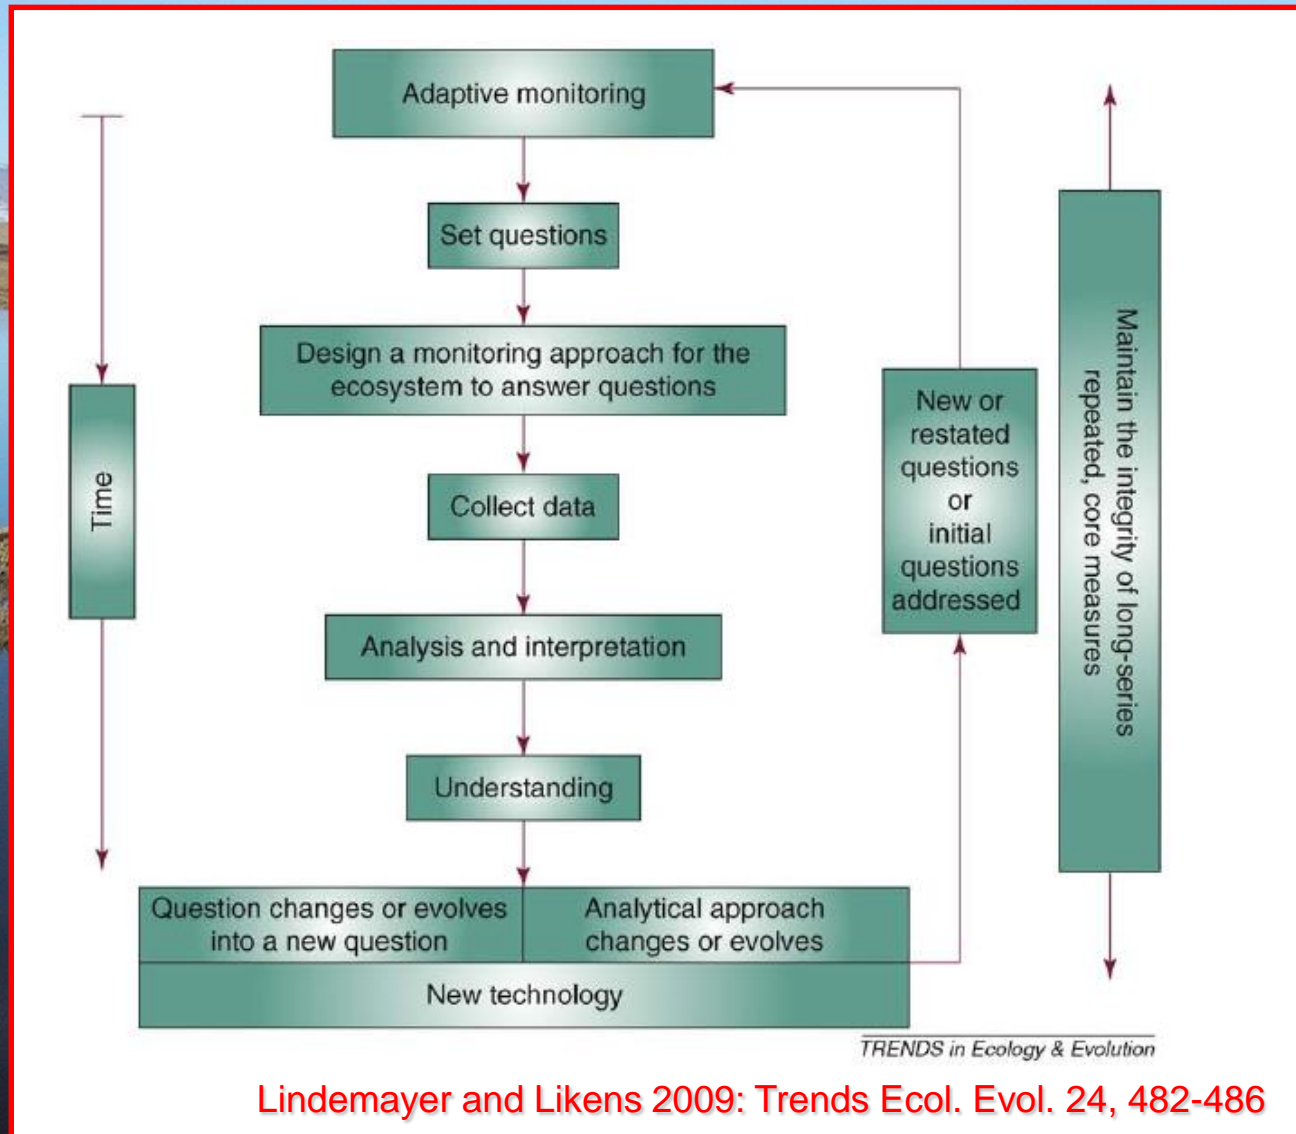 Adaptive monitoring
Set questions
Design a monitoring approach for the
ecosystem to answer questions
Collect data
Analysis and interpretation
Understanding
Question changes or evolves
into a new question
Analytical approach
changes or evolves
New technology
Time
New or
restated
questions
or
initial
questions
addressed
Maintain the integrity of long-series
repeated, core measures
TRENDS in Ecology & Evolution
Lindemayer and Likens 2009: Trends Ecol. Evol. 24, 482-486